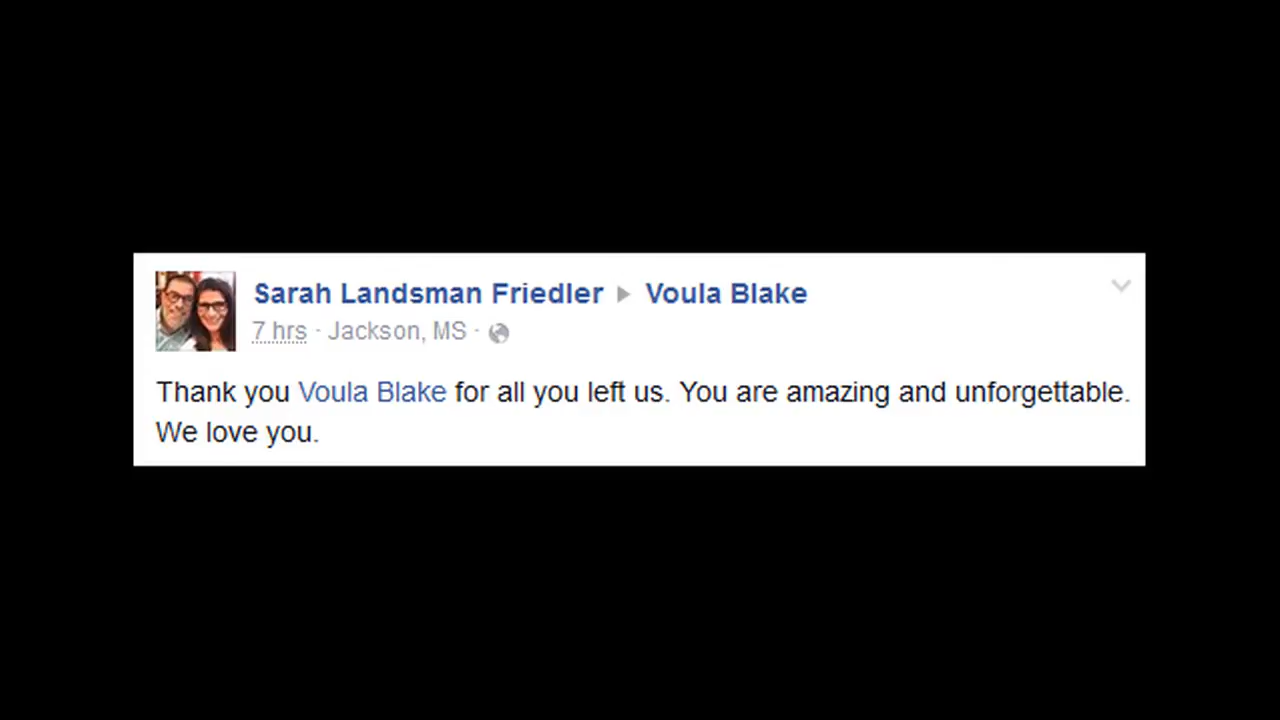 Sarah Landsman Friedler ▶ Voula Blake
7 hrs · Jackson, MS ·
Thank you Voula Blake for all you left us. You are amazing and unforgettable.
We love you.